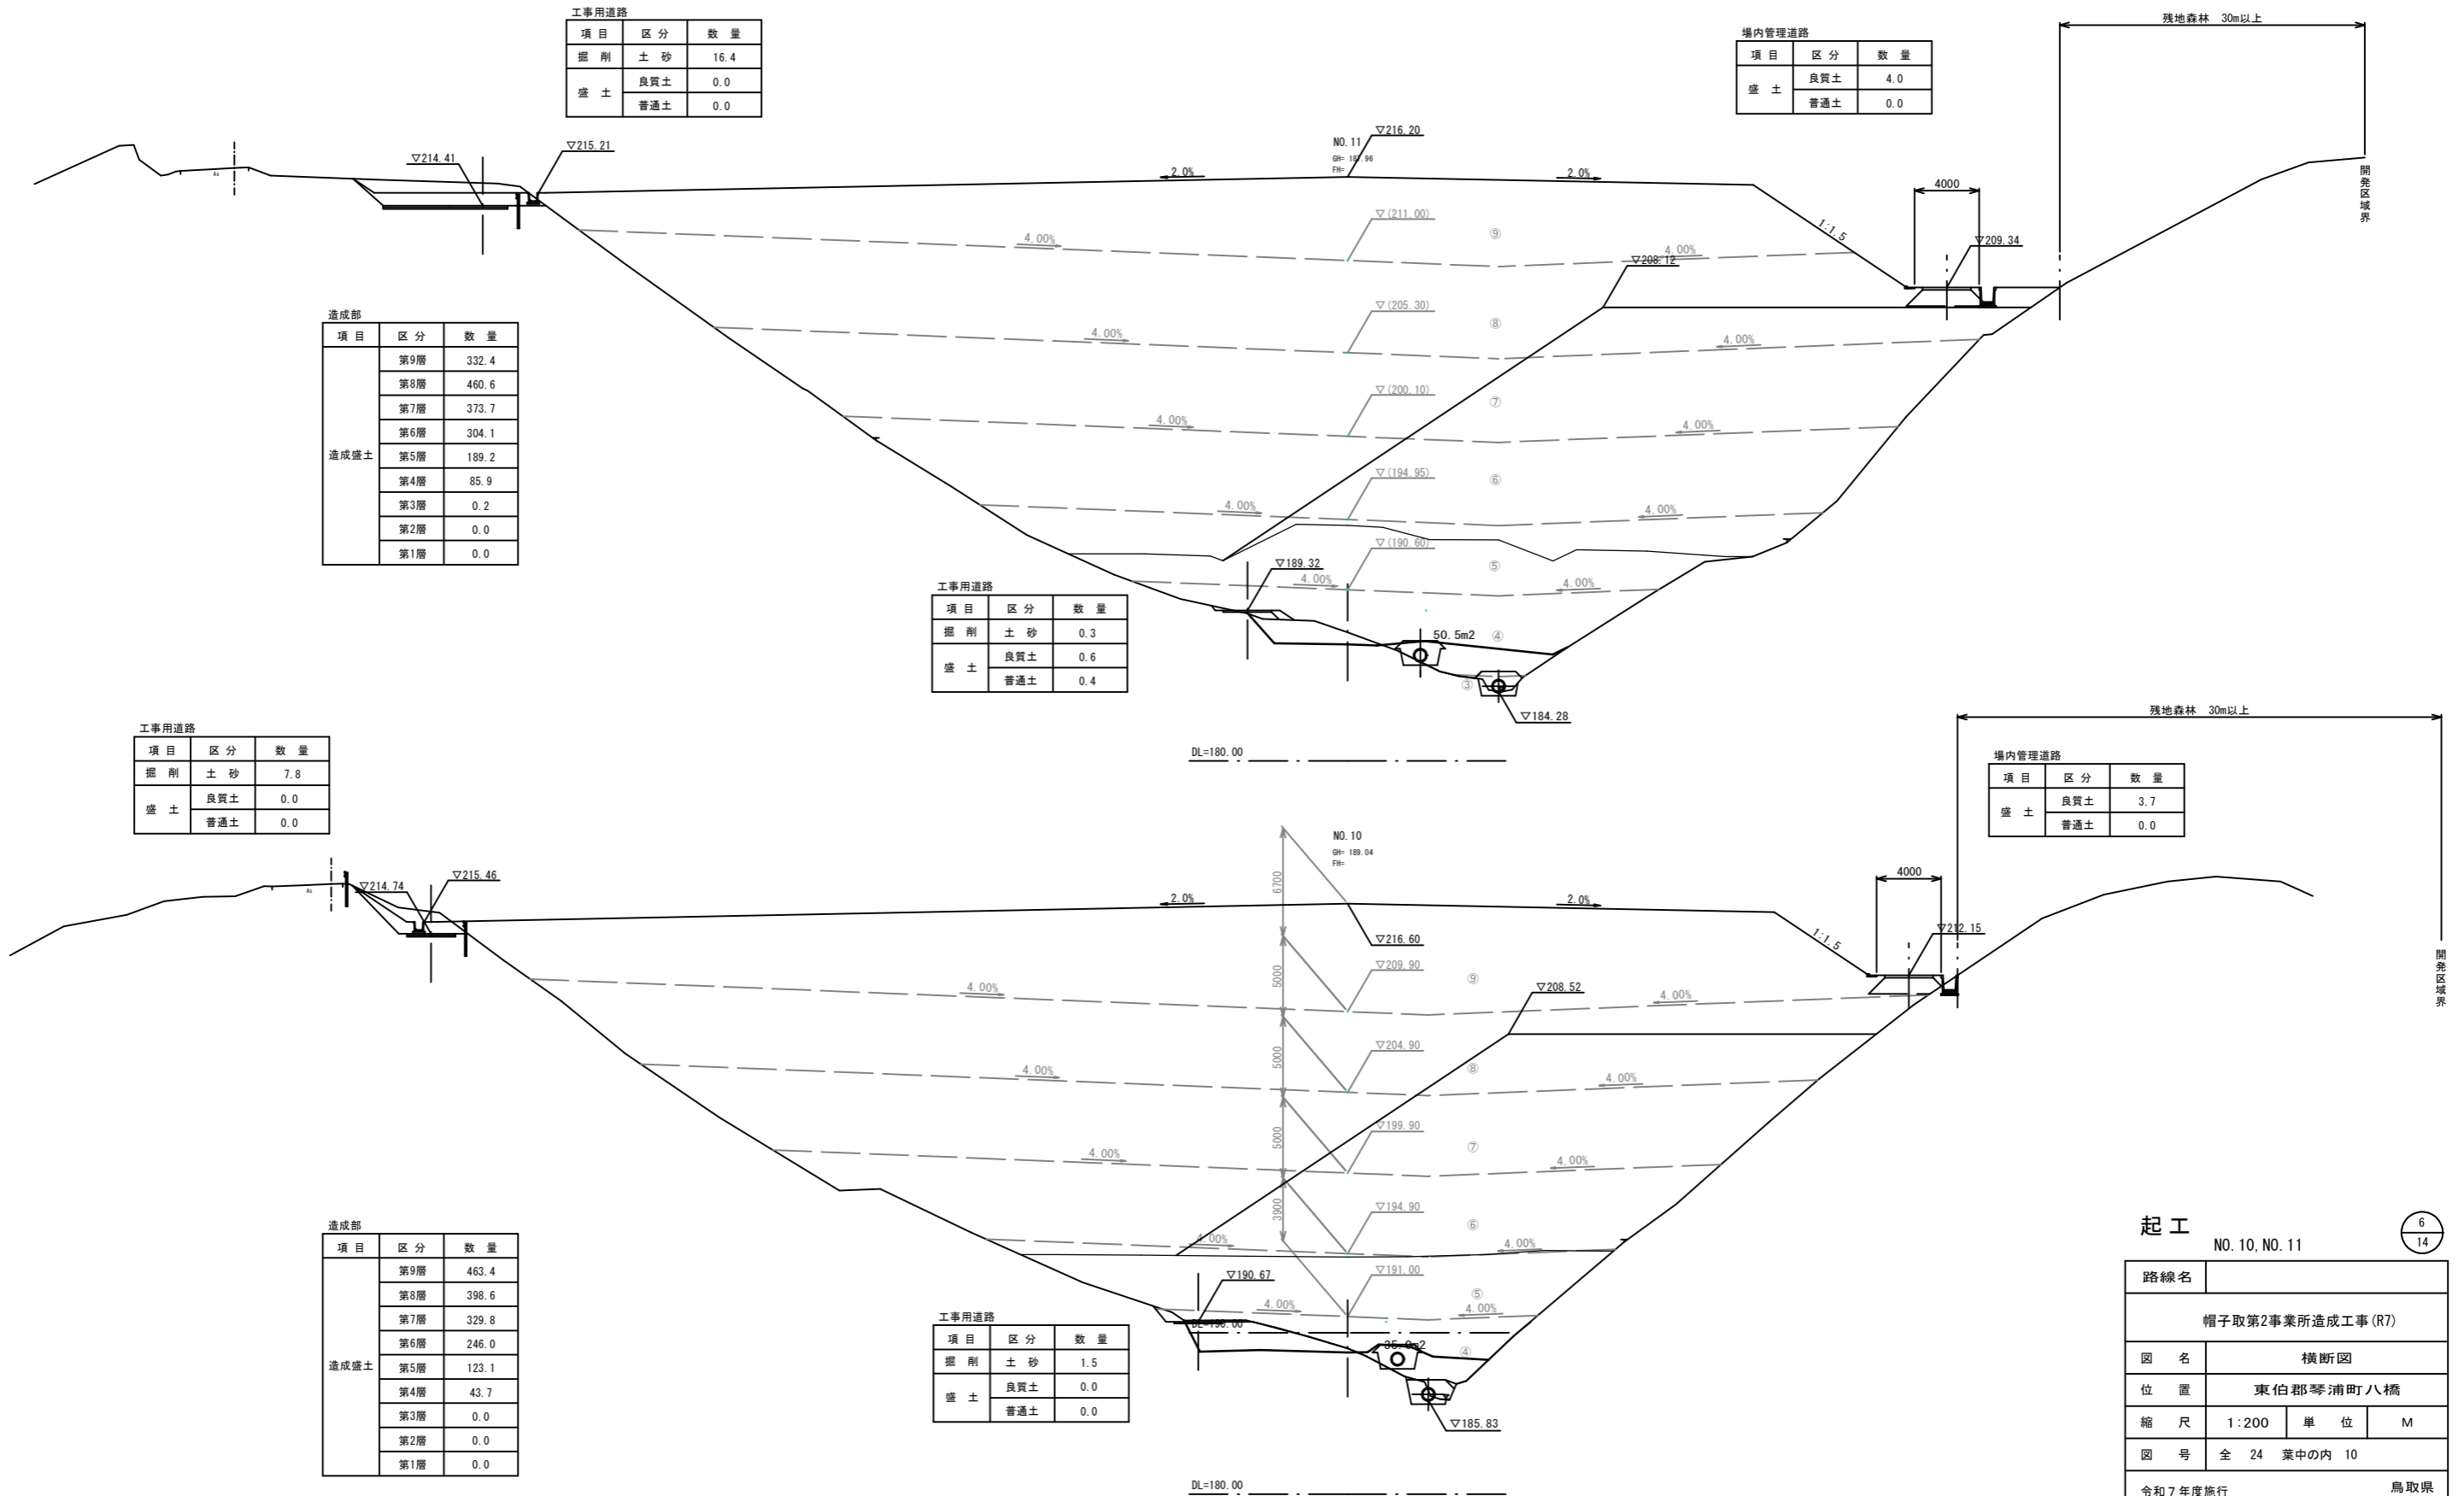 工事用道路
項 目 区 分 数 量
掘 削 土 砂 16.4
盛 土 良質土 0.0
普通土 0.0
場内管理道路
項 目 区 分 数 量
盛 土 良質土 4.0
普通土 0.0
残地森林 30m以上
開発区域界
▽214.41
▽215.21
NO.11
FH=
▽216.20
2.0%
2.0%
1:1.5
4000
▽209.34
▽208.12
▽(211.00)
4.00%
4.00%
⑨
▽(205.30)
4.00%
4.00%
⑧
▽(200.10)
4.00%
4.00%
⑦
▽(194.95)
4.00%
4.00%
⑥
▽(190.60)
4.00%
4.00%
⑤
▽189.32
50.5m2
④
③
▽184.28
DL=180.00
造成部
項 目 区 分 数 量
造成盛土 第9層 332.4
第8層 460.6
第7層 373.7
第6層 304.1
第5層 189.2
第4層 85.9
第3層 0.2
第2層 0.0
第1層 0.0
工事用道路
項 目 区 分 数 量
掘 削 土 砂 0.3
盛 土 良質土 0.6
普通土 0.4
工事用道路
項 目 区 分 数 量
掘 削 土 砂 7.8
盛 土 良質土 0.0
普通土 0.0
場内管理道路
項 目 区 分 数 量
盛 土 良質土 3.7
普通土 0.0
残地森林 30m以上
開発区域界
▽214.74
▽215.46
NO.10
GH= 189.04
FH=
6700
5000
5000
5000
3900
2.0%
2.0%
▽216.60
1:1.5
4000
▽212.15
▽208.52
▽209.90
4.00%
4.00%
⑨
▽204.90
4.00%
4.00%
⑧
▽199.90
4.00%
4.00%
⑦
▽194.90
4.00%
4.00%
⑥
▽191.00
4.00%
4.00%
⑤
▽190.67
DL=190.00
④
▽185.83
DL=180.00
造成部
項 目 区 分 数 量
造成盛土 第9層 463.4
第8層 398.6
第7層 329.8
第6層 246.0
第5層 123.1
第4層 43.7
第3層 0.0
第2層 0.0
第1層 0.0
工事用道路
項 目 区 分 数 量
掘 削 土 砂 1.5
盛 土 良質土 0.0
普通土 0.0
起工
NO.10,NO.11
6
14
路線名
帽子取第2事業所造成工事(R7)
図 名 横断図
位 置 東伯郡琴浦町八橋
縮 尺 1:200 単 位 M
図 号 全 24 葉中の内 10
令和7年度施行 鳥取県